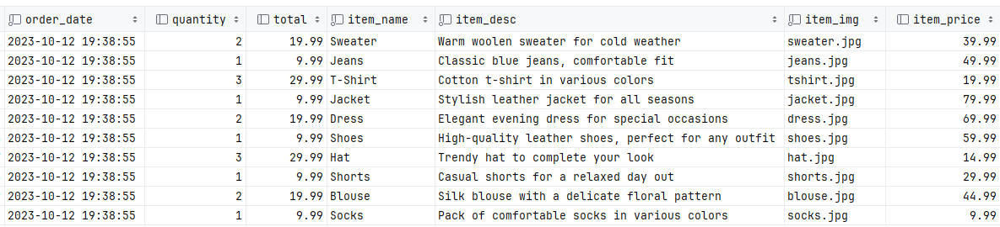 order_date quantity total item_name item_desc item_img item_price
2023-10-12 19:38:55 2 19.99 Sweater Warm woolen sweater for cold weather sweater.jpg 39.99
2023-10-12 19:38:55 1 9.99 Jeans Classic blue jeans, comfortable fit jeans.jpg 49.99
2023-10-12 19:38:55 3 29.99 T-Shirt Cotton t-shirt in various colors tshirt.jpg 19.99
2023-10-12 19:38:55 1 9.99 Jacket Stylish leather jacket for all seasons jacket.jpg 79.99
2023-10-12 19:38:55 2 19.99 Dress Elegant evening dress for special occasions dress.jpg 69.99
2023-10-12 19:38:55 1 9.99 Shoes High-quality leather shoes, perfect for any outfit shoes.jpg 59.99
2023-10-12 19:38:55 3 29.99 Hat Trendy hat to complete your look hat.jpg 14.99
2023-10-12 19:38:55 1 9.99 Shorts Casual shorts for a relaxed day out shorts.jpg 29.99
2023-10-12 19:38:55 2 19.99 Blouse Silk blouse with a delicate floral pattern blouse.jpg 44.99
2023-10-12 19:38:55 1 9.99 Socks Pack of comfortable socks in various colors socks.jpg 9.99